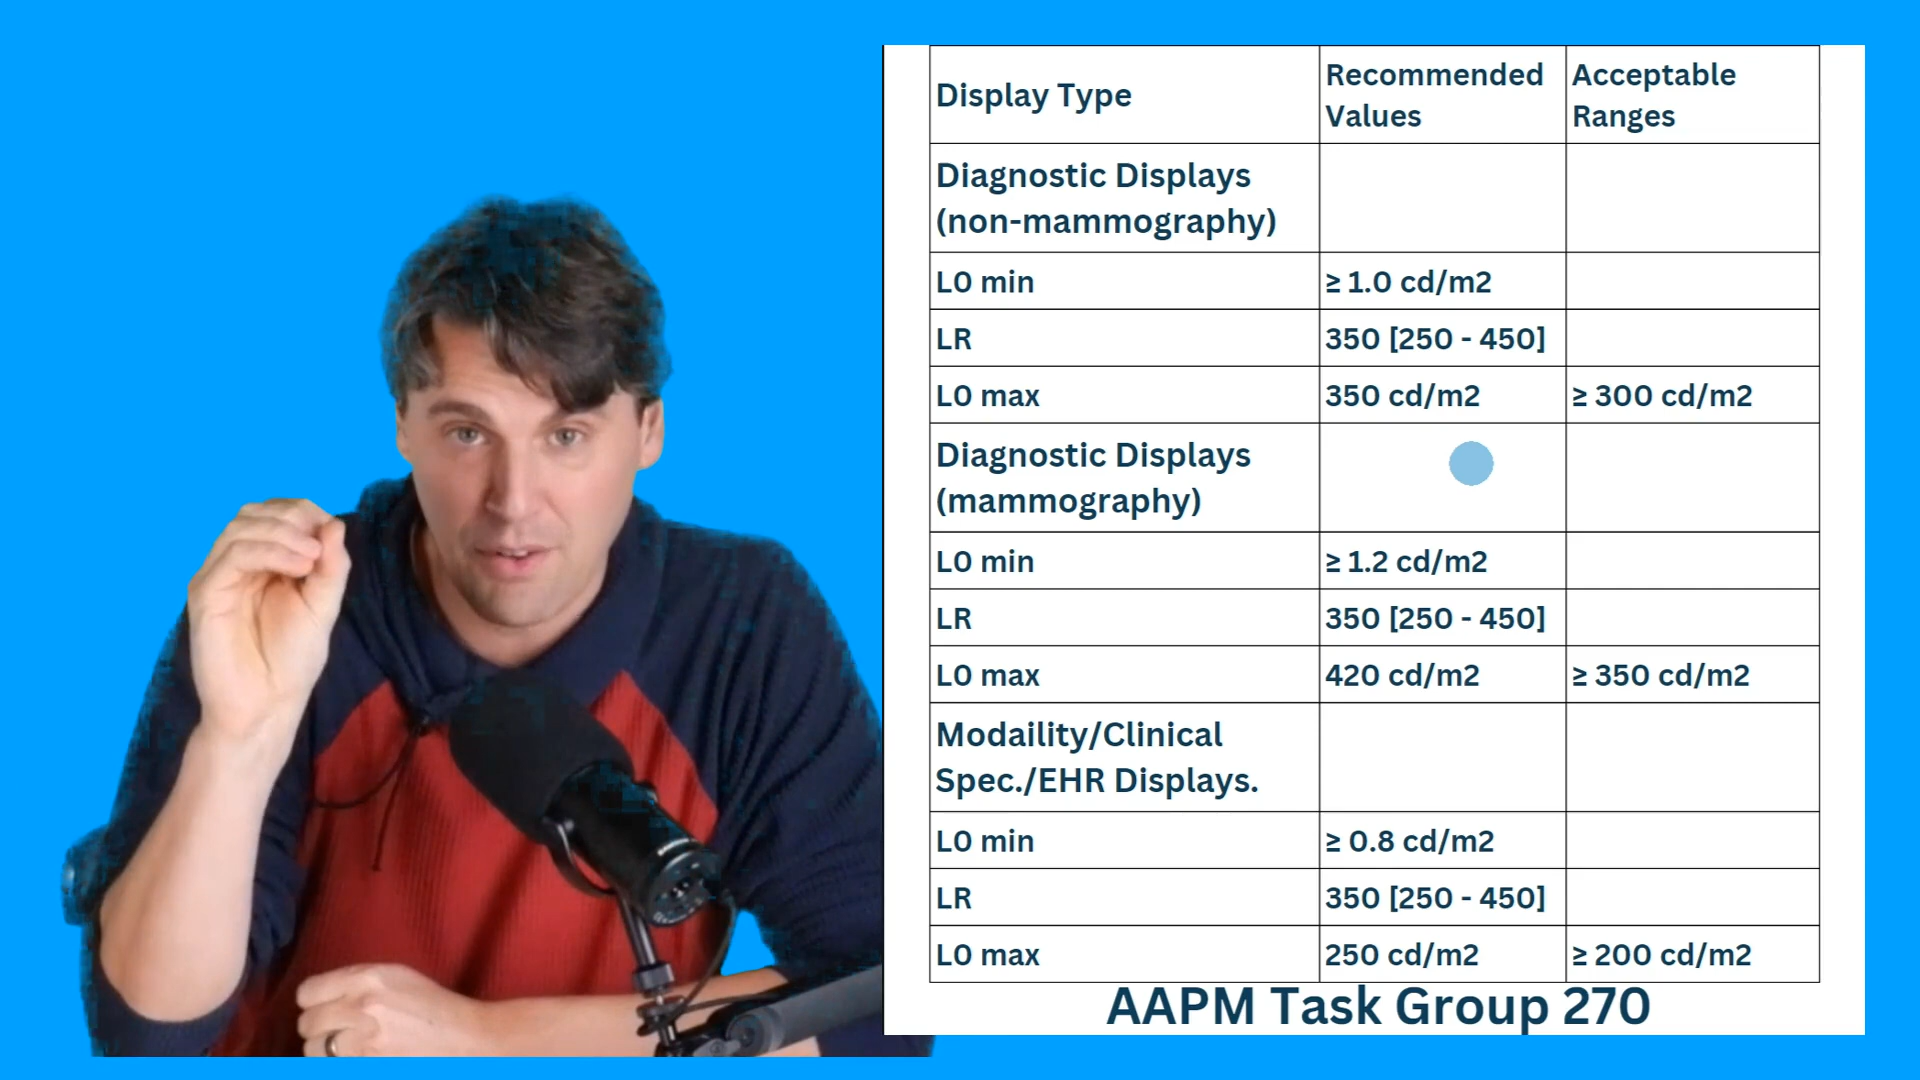 Display Type
Recommended Values
Acceptable Ranges
Diagnostic Displays
(non-mammography)
L0 min
≥ 1.0 cd/m2
LR
350 [250 - 450]
L0 max
350 cd/m2
≥ 300 cd/m2
Diagnostic Displays
(mammography)
L0 min
≥ 1.2 cd/m2
LR
350 [250 - 450]
L0 max
420 cd/m2
≥ 350 cd/m2
Modaility/Clinical
Spec./EHR Displays.
L0 min
≥ 0.8 cd/m2
LR
350 [250 - 450]
L0 max
250 cd/m2
≥ 200 cd/m2
AAPM Task Group 270